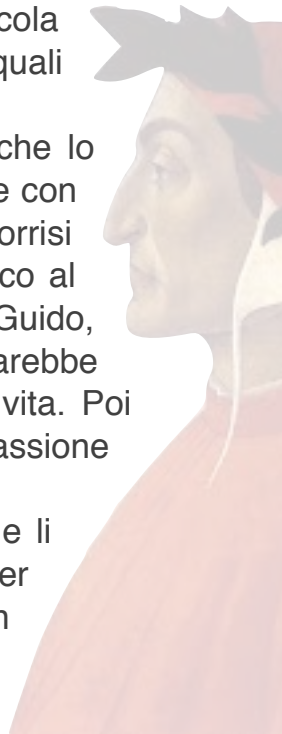 cola
quali
che lo
e con
orrisi
co al
Guido,
arebbe
vita. Poi
assione
e li
er
n